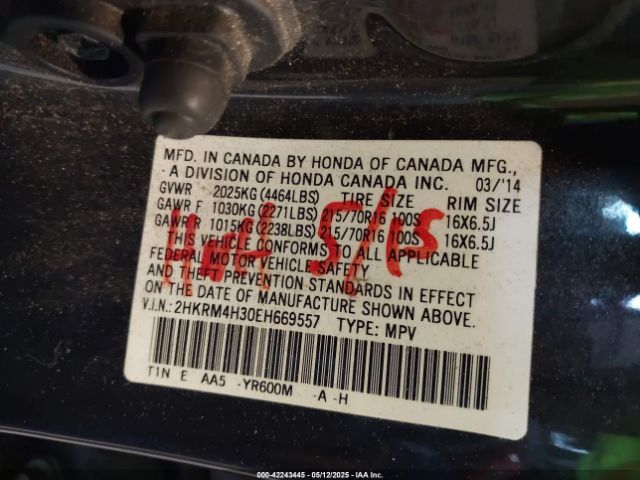 MFD. IN CANADA BY HONDA OF CANADA MFG.,
A DIVISION OF HONDA CANADA INC. 03/'14
GVWR 2025KG(4464LBS) TIRE SIZE RIM SIZE
GAWR F 1030KG(2271LBS) 215/70R16 100S 16X6.5J
GAWR R 1015KG(2238LBS) 215/70R16 100S 16X6.5J
THIS VEHICLE CONFORMS TO ALL APPLICABLE
FEDERAL MOTOR VEHICLE SAFETY
AND THEFT PREVENTION STANDARDS IN EFFECT
ON THE DATE OF MANUFACTURE SHOWN ABOVE.
V.I.N.: 2HKRM4H30EH669557 TYPE: MPV
5/15
T1N E AA5 -YR600M -A -H
000-42243445 - 05/12/2025 - IAA Inc.